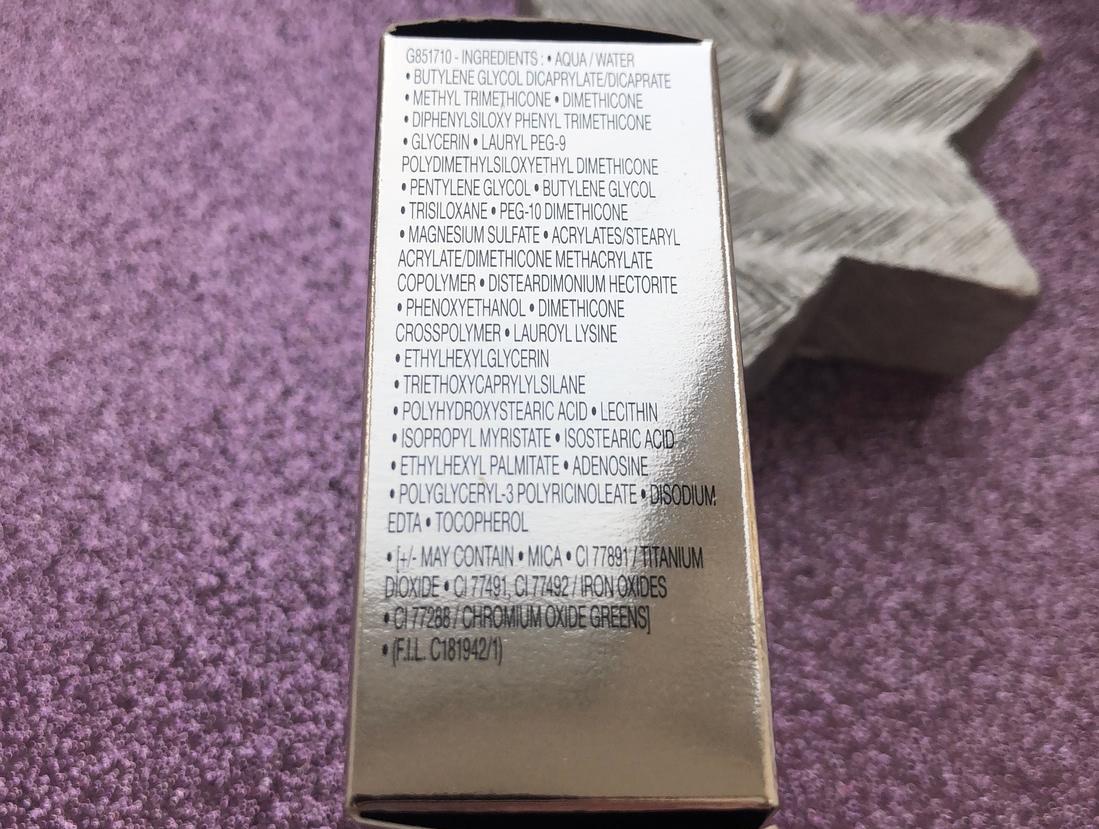 G851710 - INGREDIENTS : • AQUA / WATER
• BUTYLENE GLYCOL DICAPRYLATE/DICAPRATE
• METHYL TRIMETHICONE • DIMETHICONE
• DIPHENYLSILOXY PHENYL TRIMETHICONE
• GLYCERIN • LAURYL PEG-9
POLYDIMETHYLSILOXYETHYL DIMETHICONE
• PENTYLENE GLYCOL • BUTYLENE GLYCOL
• TRISILOXANE • PEG-10 DIMETHICONE
• MAGNESIUM SULFATE • ACRYLATES/STEARYL
ACRYLATE/DIMETHICONE METHACRYLATE
COPOLYMER • DISTEARDIMONIUM HECTORITE
• PHENOXYETHANOL • DIMETHICONE
CROSSPOLYMER • LAUROYL LYSINE
• ETHYLHEXYLGLYCERIN
• TRIETHOXYCAPRYLYLSILANE
• POLYHYDROXYSTEARIC ACID • LECITHIN
• ISOPROPYL MYRISTATE • ISOSTEARIC ACID
• ETHYLHEXYL PALMITATE • ADENOSINE
• POLYGLYCERYL-3 POLYRICINOLEATE • DISODIUM
EDTA • TOCOPHEROL
• [+/- MAY CONTAIN • MICA • CI 77891 / TITANIUM
DIOXIDE • CI 77491, CI 77492 / IRON OXIDES
• CI 77288 / CHROMIUM OXIDE GREENS]
• (F.I.L. C181942/1)